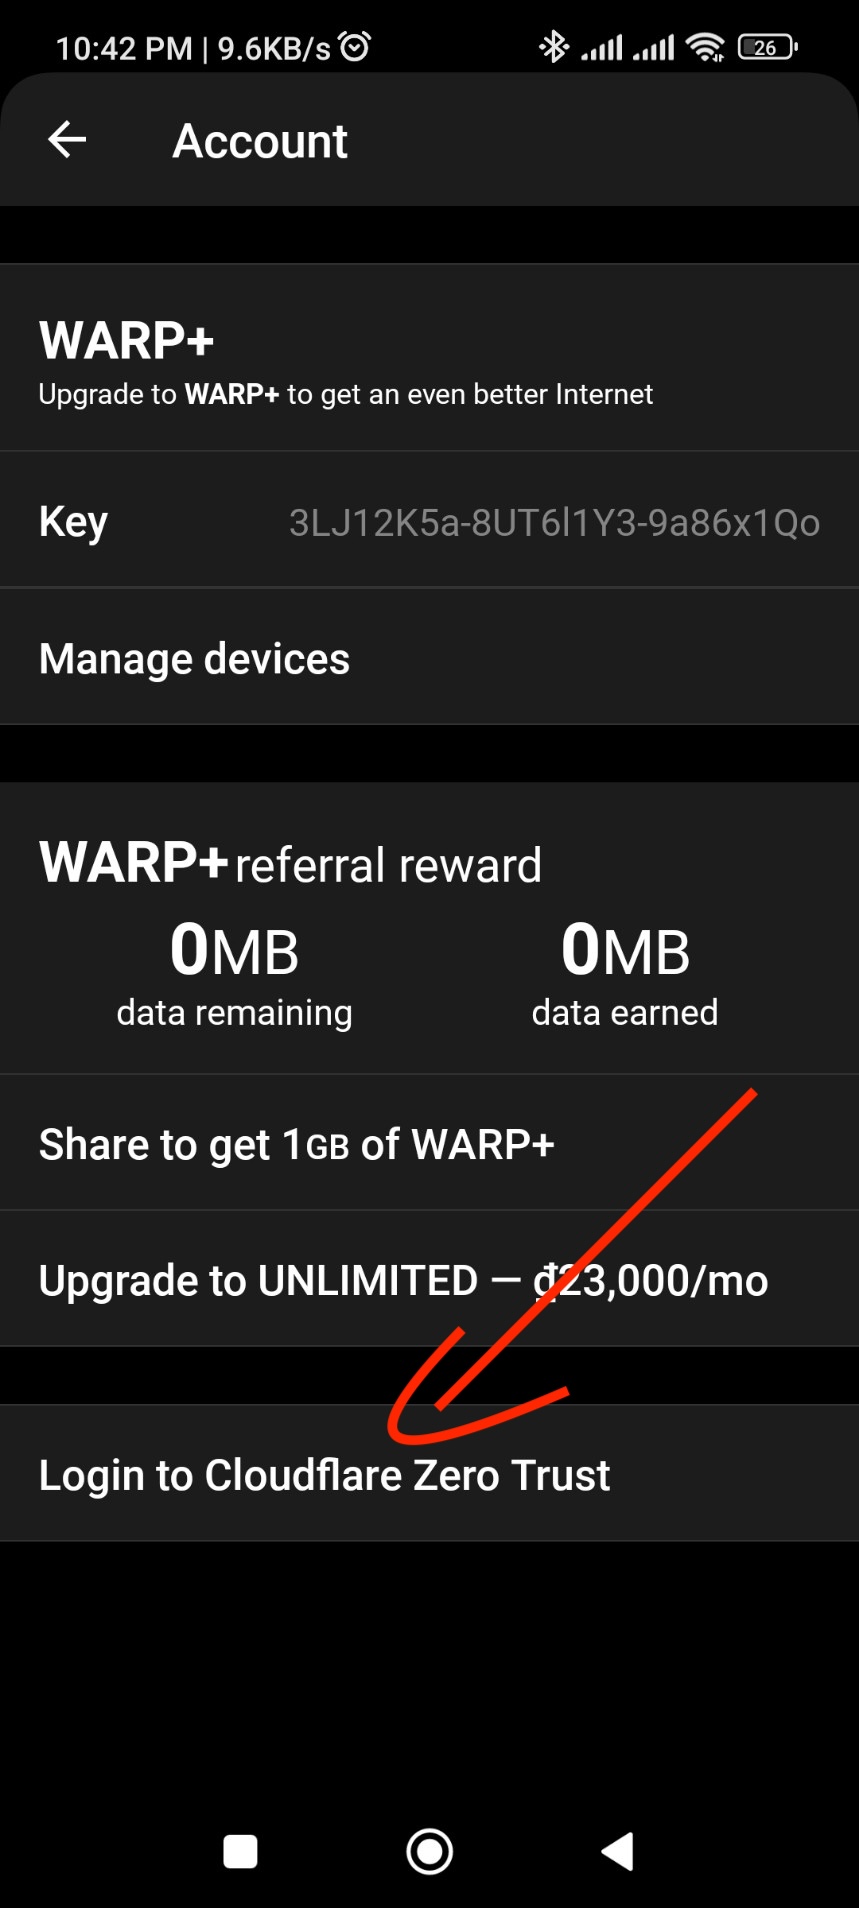 10:42 PM | 9.6KB/s 26
Account
WARP+
Upgrade to WARP+ to get an even better Internet
Key 3LJ12K5a-8UT6l1Y3-9a86x1Qo
Manage devices
WARP+ referral reward
0MB 0MB
data remaining data earned
Share to get 1GB of WARP+
Upgrade to UNLIMITED — ₫23,000/mo
Login to Cloudflare Zero Trust